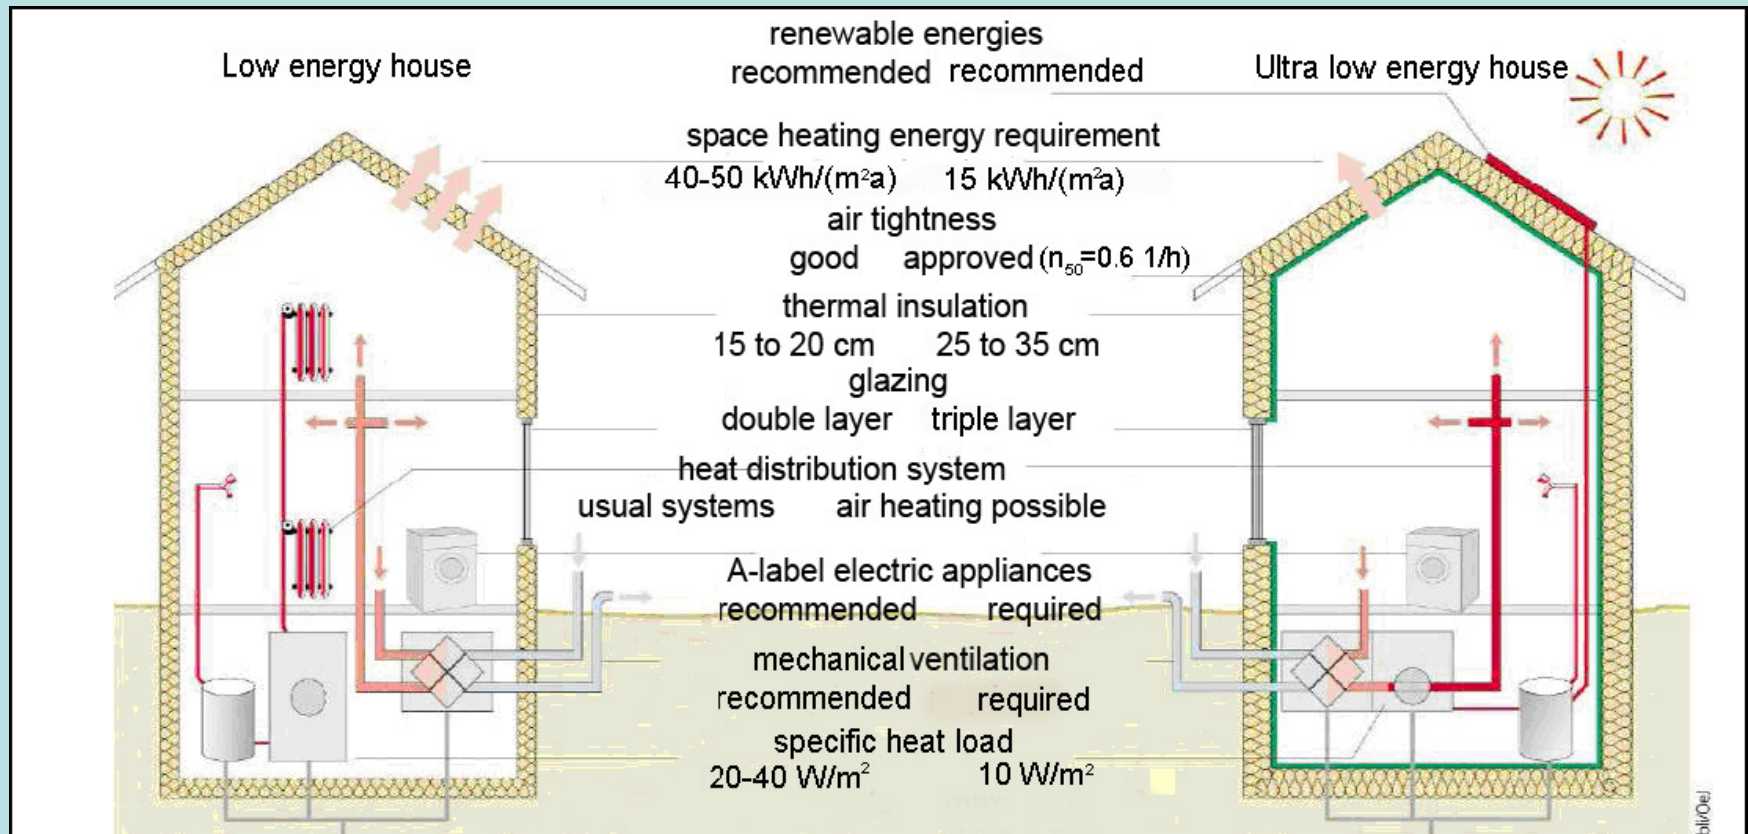 renewable energies
Low energy house
recommended recommended
Ultra low energy house
space heating energy requirement
40-50 kWh/(m²a) 15 kWh/(m²a)
air tightness
good approved (n₅₀=0.6 1/h)
thermal insulation
15 to 20 cm 25 to 35 cm
glazing
double layer triple layer
heat distribution system
usual systems air heating possible
A-label electric appliances
recommended required
mechanical ventilation
recommended required
specific heat load
20-40 W/m² 10 W/m²